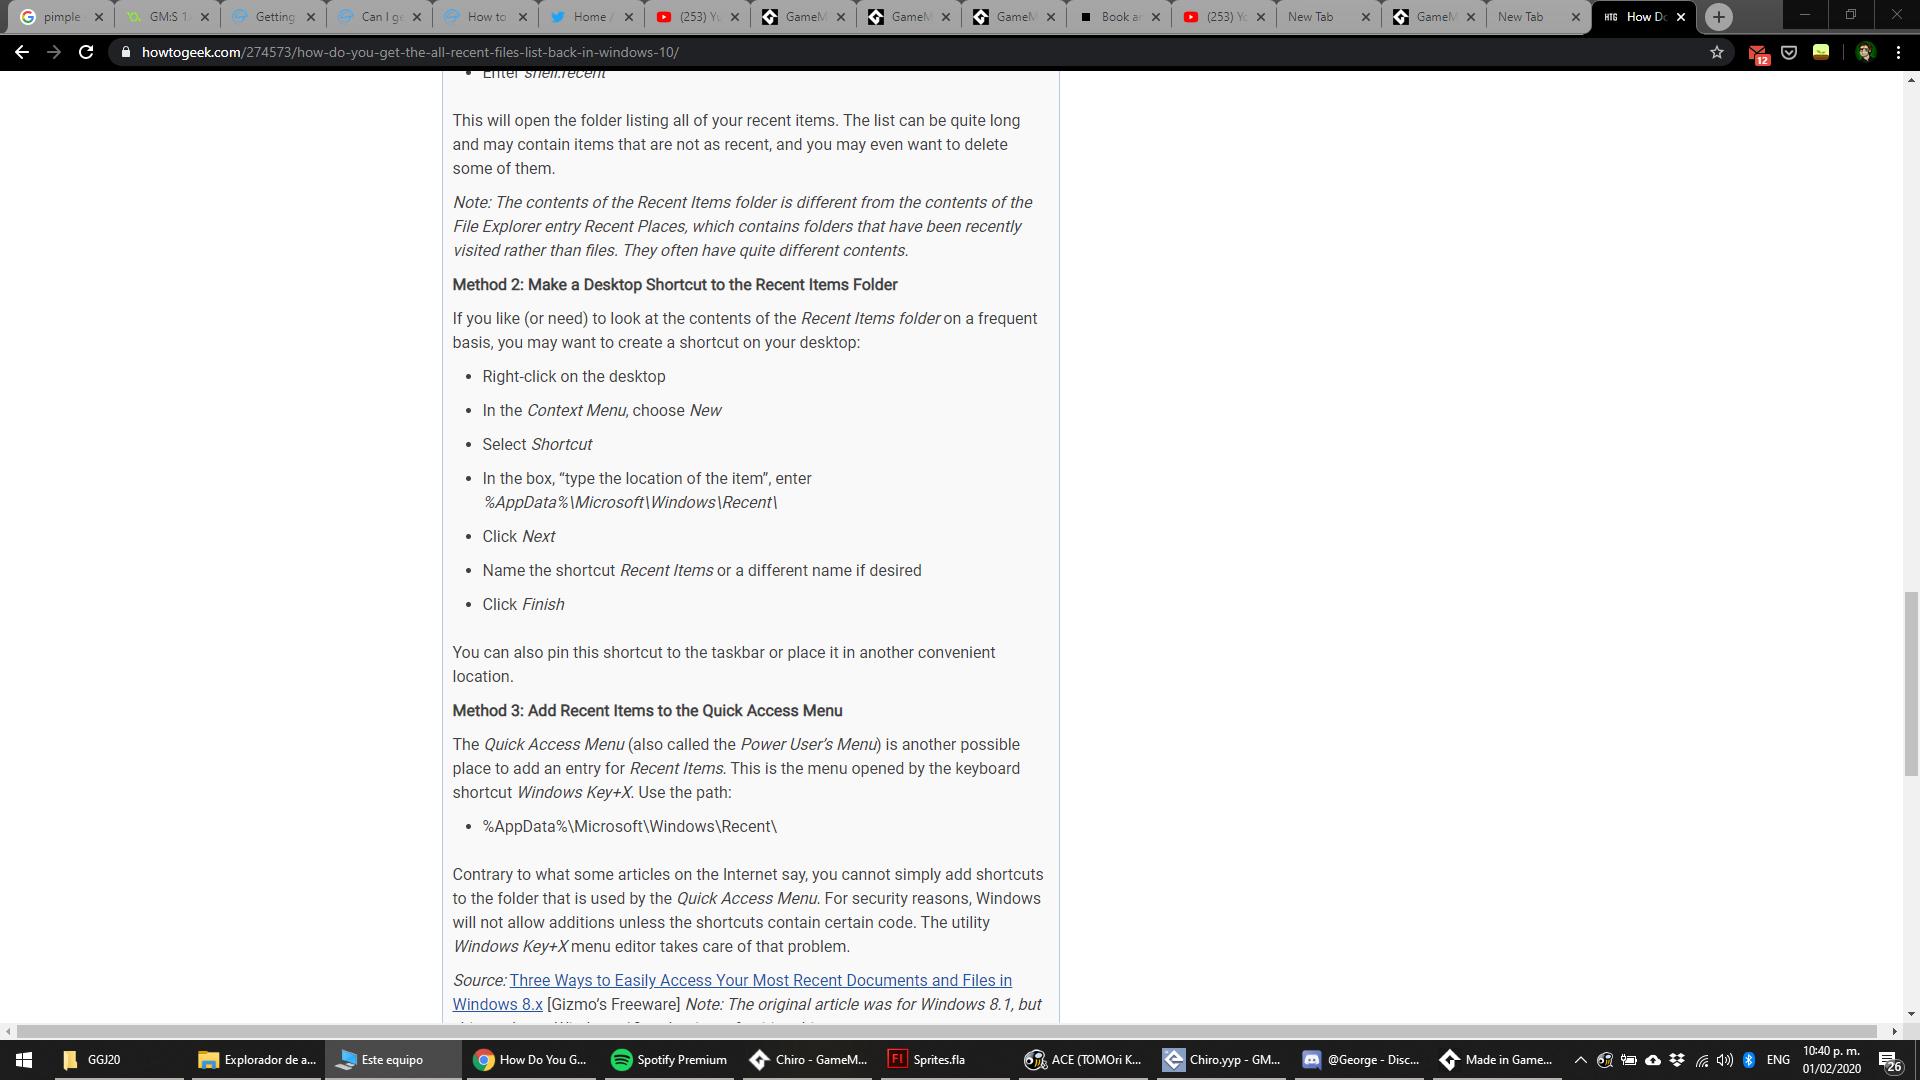 pimple
GM:S 1.
Getting
Can I ge
How to
Home /
(253) Yu
GameM
GameM
GameM
Book an
(253) Yo
New Tab
GameM
New Tab
HTG How Do
howtogeek.com/274573/how-do-you-get-the-all-recent-files-list-back-in-windows-10/
12
• Enter shell:recent
This will open the folder listing all of your recent items. The list can be quite long
and may contain items that are not as recent, and you may even want to delete
some of them.
Note: The contents of the Recent Items folder is different from the contents of the
File Explorer entry Recent Places, which contains folders that have been recently
visited rather than files. They often have quite different contents.
Method 2: Make a Desktop Shortcut to the Recent Items Folder
If you like (or need) to look at the contents of the Recent Items folder on a frequent
basis, you may want to create a shortcut on your desktop:
• Right-click on the desktop
• In the Context Menu, choose New
• Select Shortcut
• In the box, “type the location of the item”, enter
%AppData%\Microsoft\Windows\Recent\
• Click Next
• Name the shortcut Recent Items or a different name if desired
• Click Finish
You can also pin this shortcut to the taskbar or place it in another convenient
location.
Method 3: Add Recent Items to the Quick Access Menu
The Quick Access Menu (also called the Power User’s Menu) is another possible
place to add an entry for Recent Items. This is the menu opened by the keyboard
shortcut Windows Key+X. Use the path:
• %AppData%\Microsoft\Windows\Recent\
Contrary to what some articles on the Internet say, you cannot simply add shortcuts
to the folder that is used by the Quick Access Menu. For security reasons, Windows
will not allow additions unless the shortcuts contain certain code. The utility
Windows Key+X menu editor takes care of that problem.
Source: Three Ways to Easily Access Your Most Recent Documents and Files in
Windows 8.x [Gizmo’s Freeware] Note: The original article was for Windows 8.1, but
GGJ20
Explorador de a...
Este equipo
How Do You G...
Spotify Premium
Chiro - GameM...
Fl Sprites.fla
ACE (TOMOri K...
Chiro.yyp - GM...
@George - Disc...
Made in Game...
ENG
10:40 p. m.
01/02/2020
26